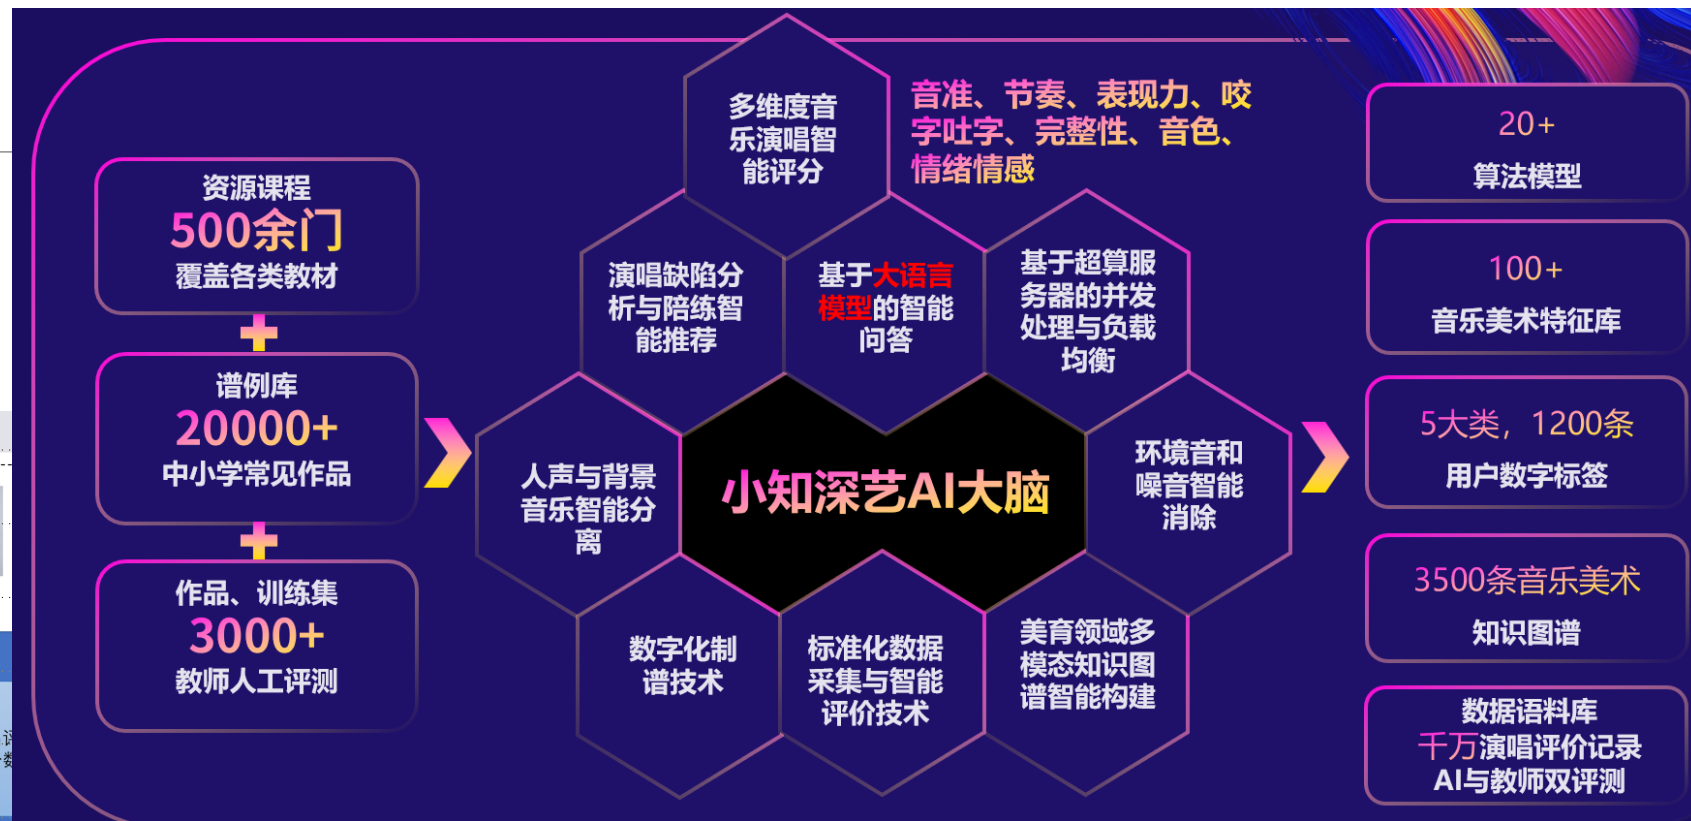 资源课程
500余门
覆盖各类教材
谱例库
20000+
中小学常见作品
作品、训练集
3000+
教师人工评测
多维度音
乐演唱智
能评分
音准、节奏、表现力、咬
字吐字、完整性、音色、
情绪情感
演唱缺陷分
析与陪练智
能推荐
基于大语言
模型的智能
问答
基于超算服
务器的并发
处理与负载
均衡
人声与背景
音乐智能分
离
小知深艺AI大脑
环境音和
噪音智能
消除
数字化制
谱技术
标准化数据
采集与智能
评价技术
美育领域多
模态知识图
谱智能构建
20+
算法模型
100+
音乐美术特征库
5大类，1200条
用户数字标签
3500条音乐美术
知识图谱
数据语料库
千万演唱评价记录
AI与教师双评测